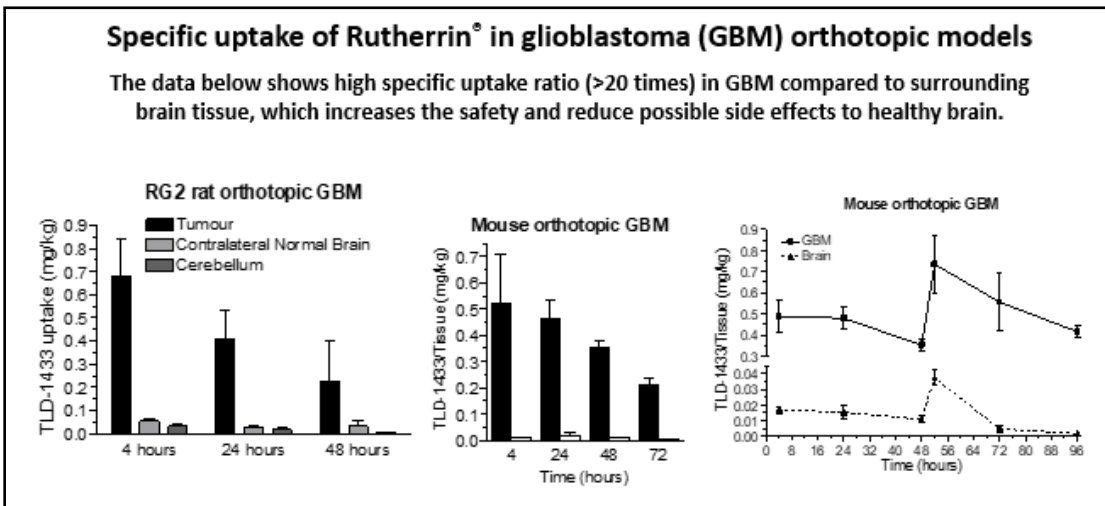 Specific uptake of Rutherrin® in glioblastoma (GBM) orthotopic models
The data below shows high specific uptake ratio (>20 times) in GBM compared to surrounding
brain tissue, which increases the safety and reduce possible side effects to healthy brain.
RG2 rat orthotopic GBM
TLD-1433 uptake (mg/kg)
0.9
0.8
0.7
0.6
0.5
0.4
0.3
0.2
0.1
0.0
Tumour
Contralateral Normal Brain
Cerebellum
4 hours 24 hours 48 hours
Mouse orthotopic GBM
TLD-1433/Tissue (mg/kg)
0.7
0.6
0.5
0.4
0.3
0.2
0.1
0.0
4 24 48 72
Time (hours)
Mouse orthotopic GBM
TLD-1433/Tissue (mg/kg)
0.9
0.8
0.7
0.6
0.5
0.4
0.3
0.04
0.03
0.02
0.01
0.00
GBM
Brain
0 8 16 24 32 40 48 56 64 72 80 88 96
Time (hours)